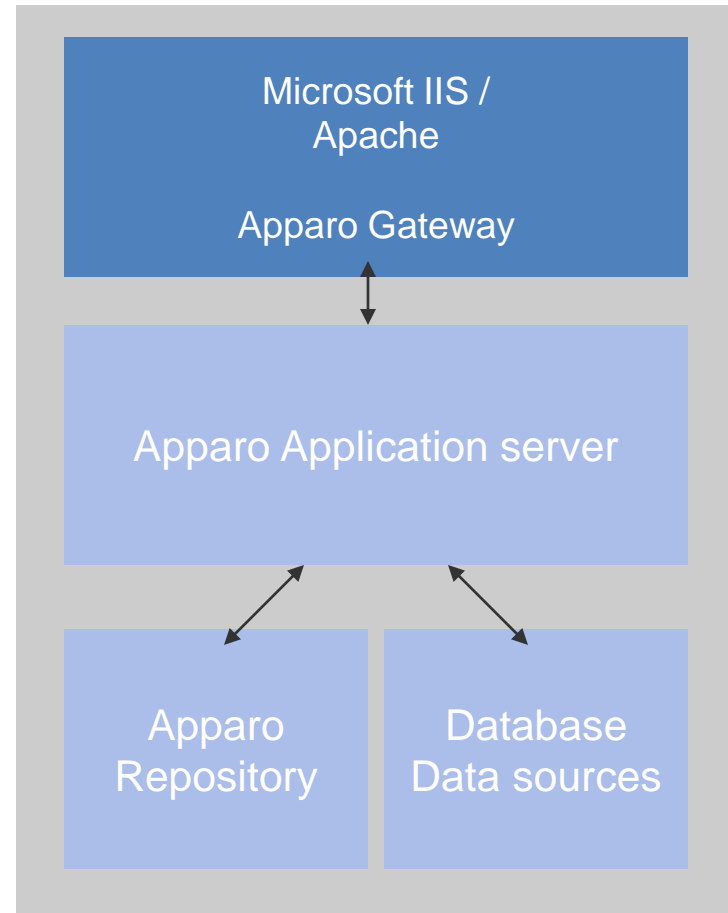 Microsoft IIS /
Apache
Apparo Gateway
Apparo Application server
Apparo
Repository
Database
Data sources